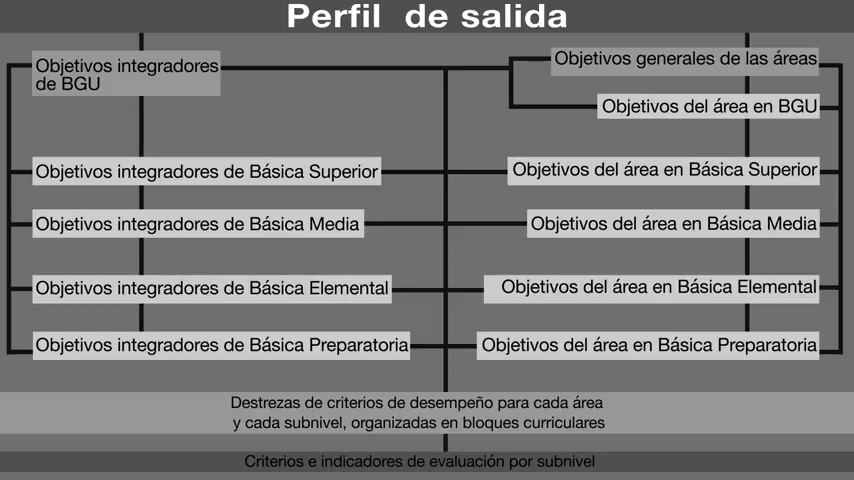 Perfil de salida
Objetivos integradores
de BGU
Objetivos generales de las áreas
Objetivos del área en BGU
Objetivos integradores de Básica Superior
Objetivos del área en Básica Superior
Objetivos integradores de Básica Media
Objetivos del área en Básica Media
Objetivos integradores de Básica Elemental
Objetivos del área en Básica Elemental
Objetivos integradores de Básica Preparatoria
Objetivos del área en Básica Preparatoria
Destrezas de criterios de desempeño para cada área
y cada subnivel, organizadas en bloques curriculares
Criterios e indicadores de evaluación por subnivel